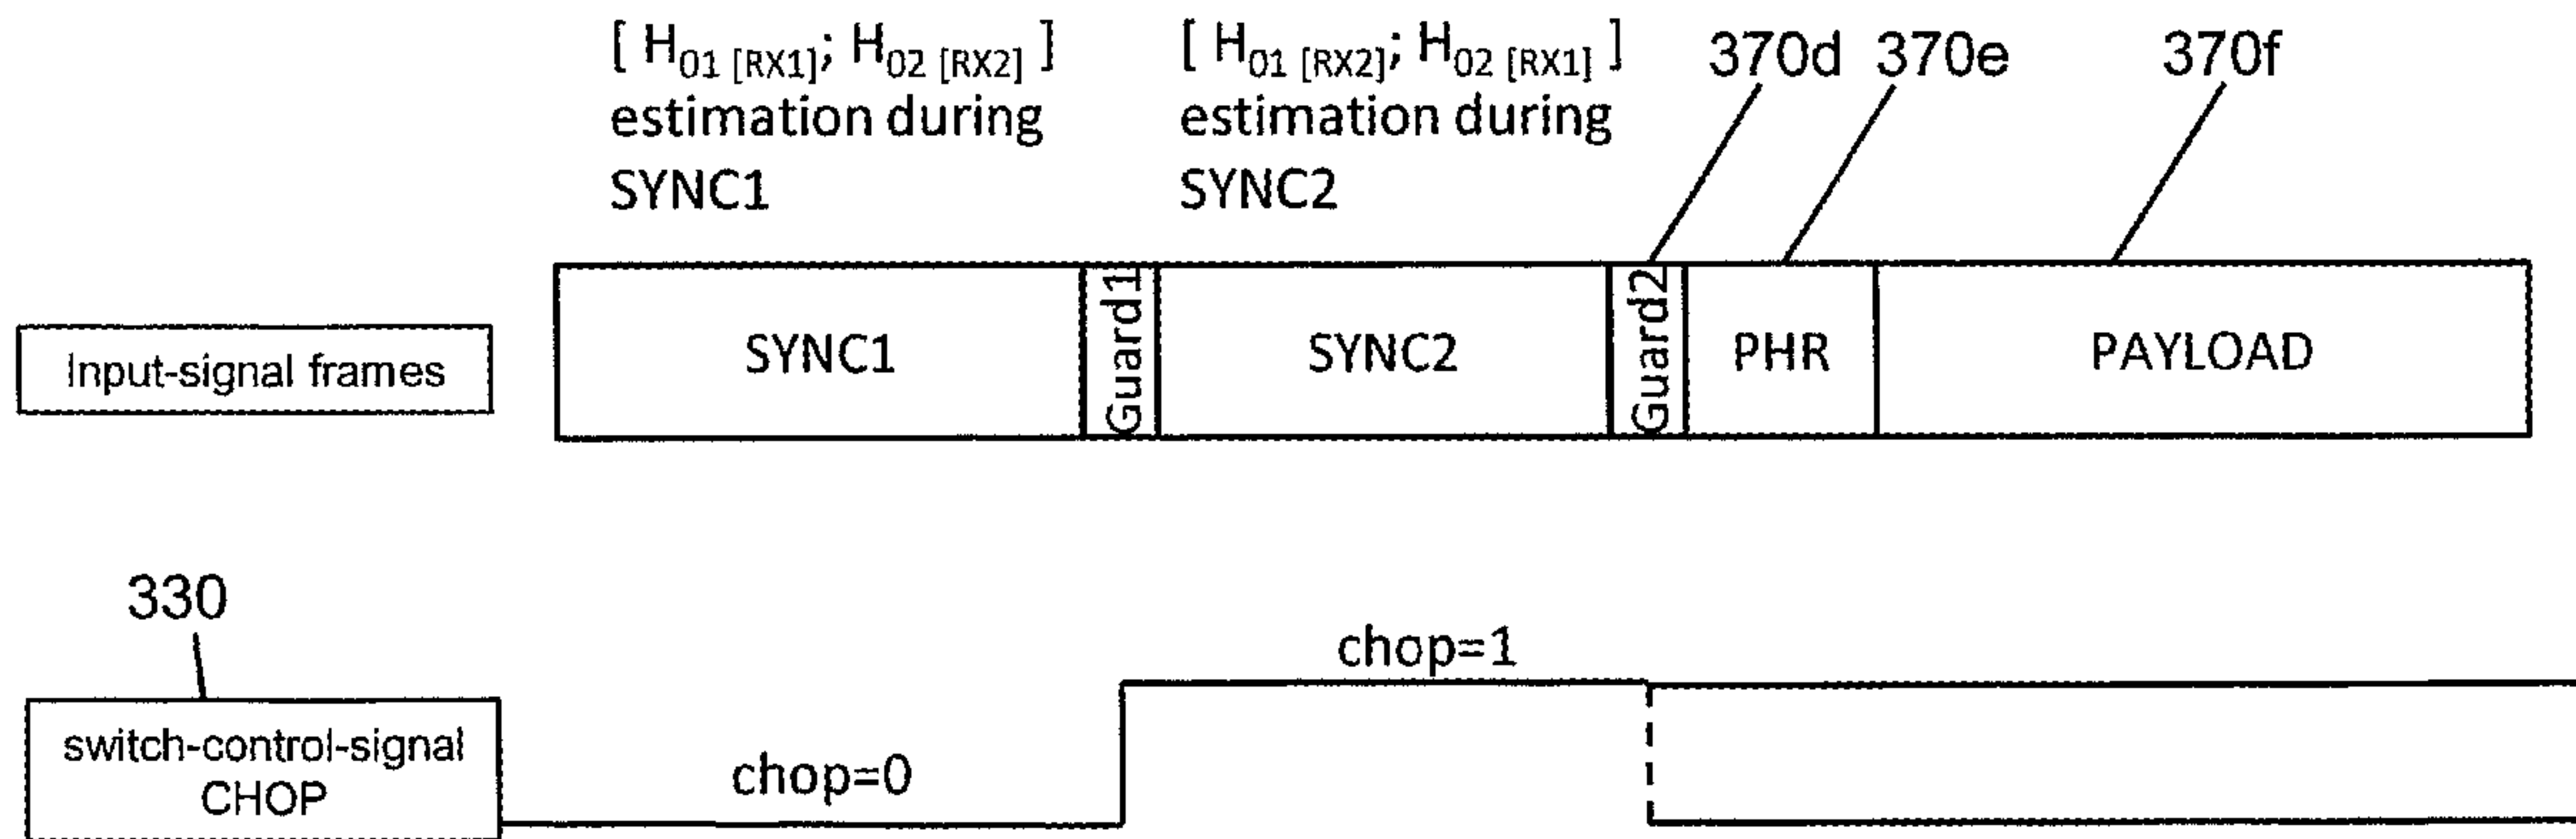 [ H01 [RX1]; H02 [RX2] ]
estimation during
SYNC1
[ H01 [RX2]; H02 [RX1] ]
estimation during
SYNC2
370d
370e
370f
Input-signal frames
SYNC1
Guard1
SYNC2
Guard2
PHR
PAYLOAD
330
switch-control-signal
CHOP
chop=0
chop=1